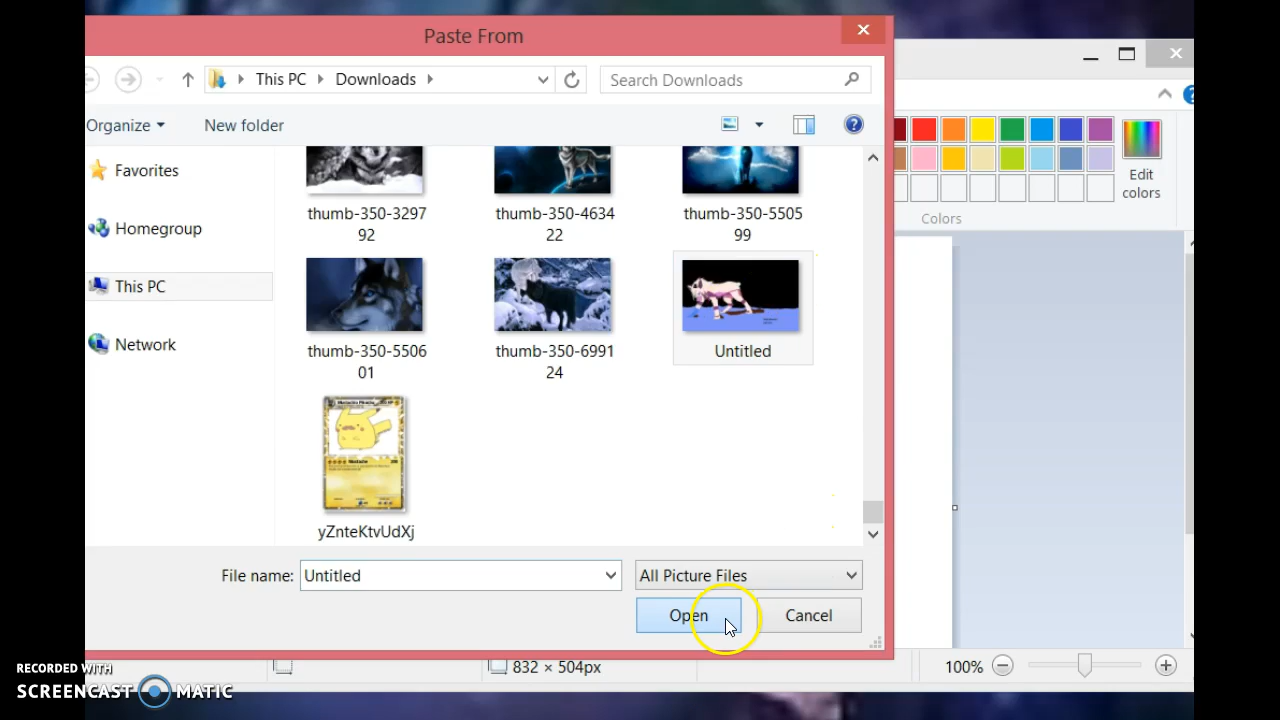 Paste From
This PC
Downloads
Search Downloads
Organize
New folder
Favorites
Homegroup
This PC
Network
thumb-350-3297
92
thumb-350-4634
22
thumb-350-5505
99
thumb-350-5506
01
thumb-350-6991
24
Untitled
yZnteKtvUdXj
File name:
Untitled
All Picture Files
Open
Cancel
Edit
colors
Colors
832 × 504px
100%
RECORDED WITH
SCREENCAST MATIC